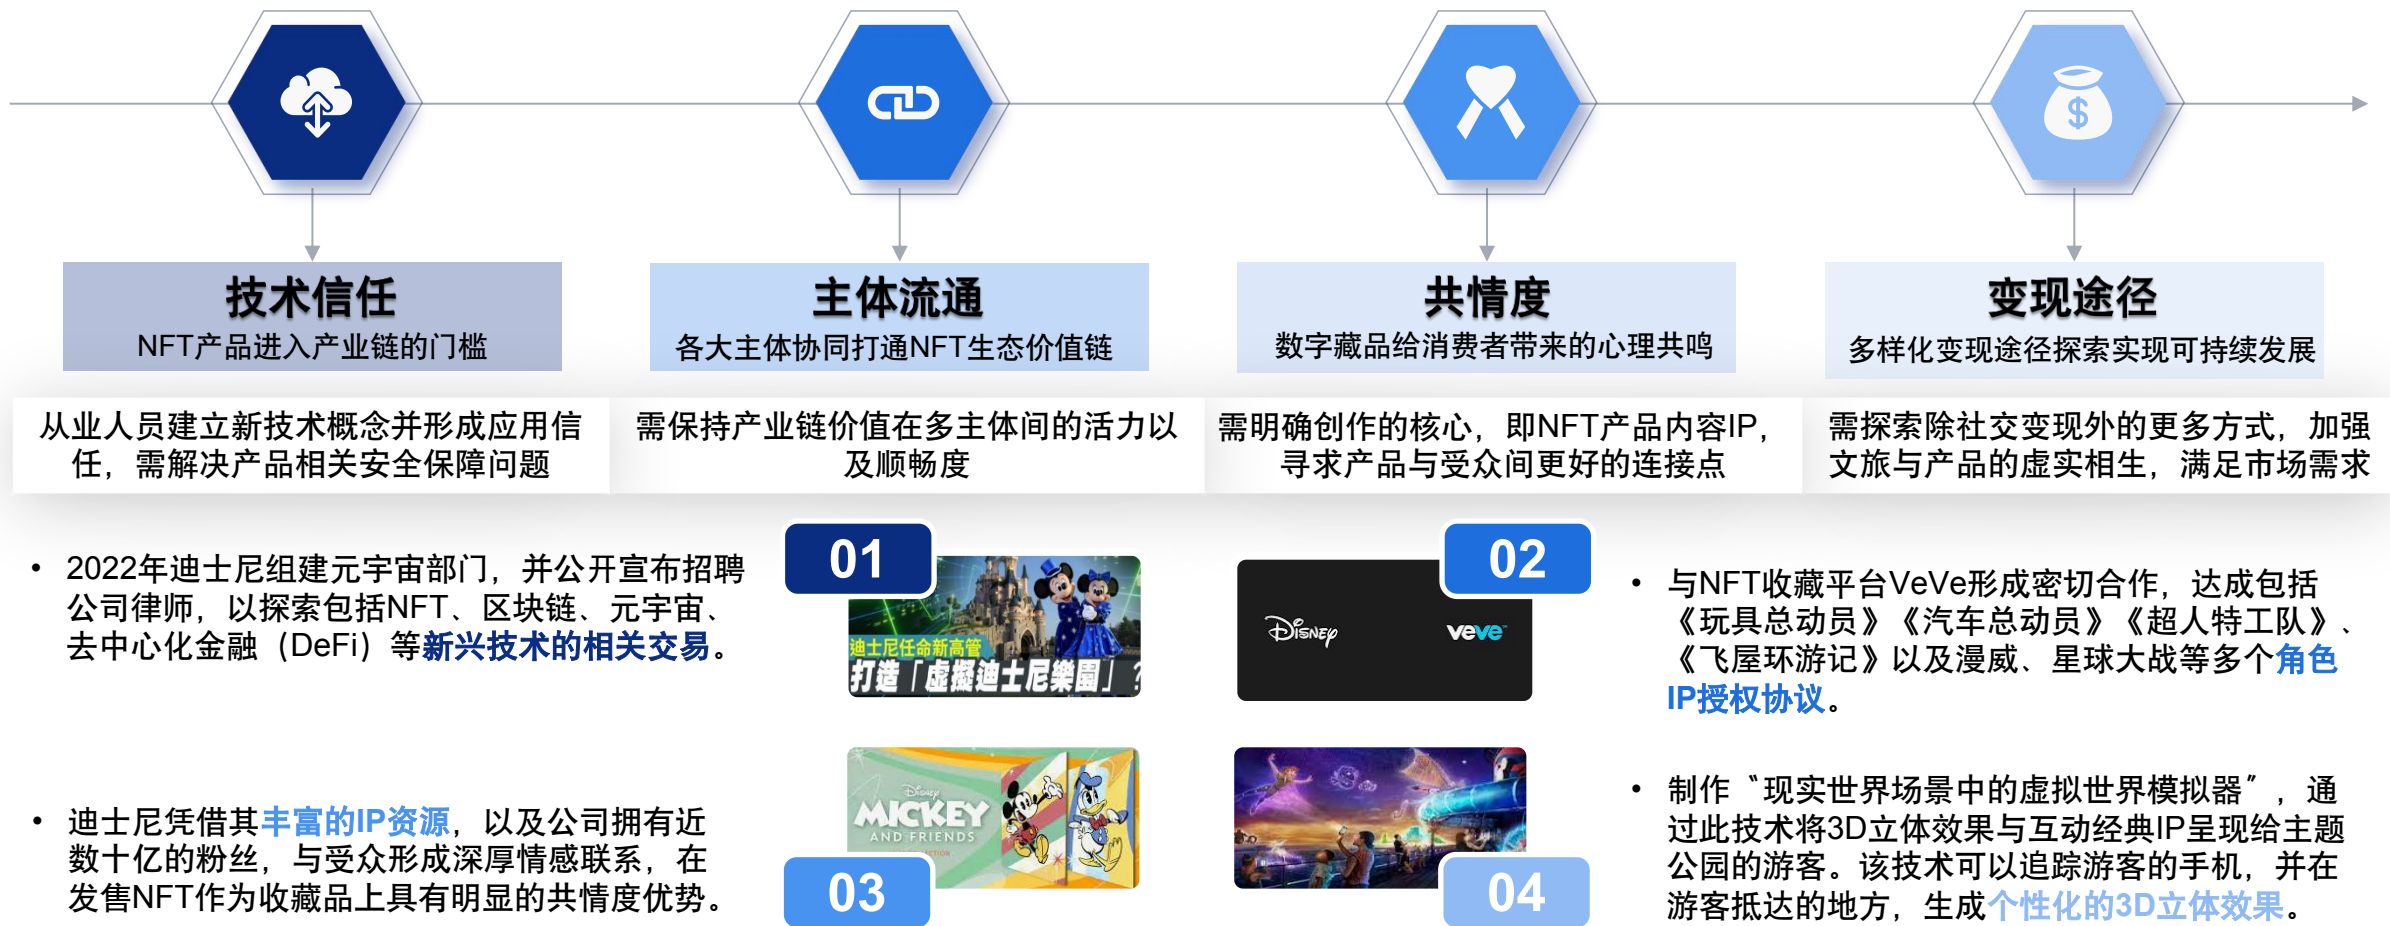 技术信任
NFT产品进入产业链的门槛
主体流通
各大主体协同打通NFT生态价值链
共情度
数字藏品给消费者带来的心理共鸣
变现途径
多样化变现途径探索实现可持续发展
从业人员建立新技术概念并形成应用信
任，需解决产品相关安全保障问题
需保持产业链价值在多主体间的活力以
及顺畅度
需明确创作的核心，即NFT产品内容IP，
寻求产品与受众间更好的连接点
需探索除社交变现外的更多方式，加强
文旅与产品的虚实相生，满足市场需求
• 2022年迪士尼组建元宇宙部门，并公开宣布招聘
公司律师，以探索包括NFT、区块链、元宇宙、
去中心化金融（DeFi）等新兴技术的相关交易。
01
迪士尼任命新高管
打造「虛擬迪士尼樂園」?
02
Disney
veve
• 与NFT收藏平台VeVe形成密切合作，达成包括
《玩具总动员》《汽车总动员》《超人特工队》、
《飞屋环游记》以及漫威、星球大战等多个角色
IP授权协议。
• 迪士尼凭借其丰富的IP资源，以及公司拥有近
数十亿的粉丝，与受众形成深厚情感联系，在
发售NFT作为收藏品上具有明显的共情度优势。
Disney
MICKEY
AND FRIENDS
03
04
• 制作〝现实世界场景中的虚拟世界模拟器〞，通
过此技术将3D立体效果与互动经典IP呈现给主题
公园的游客。该技术可以追踪游客的手机，并在
游客抵达的地方，生成个性化的3D立体效果。